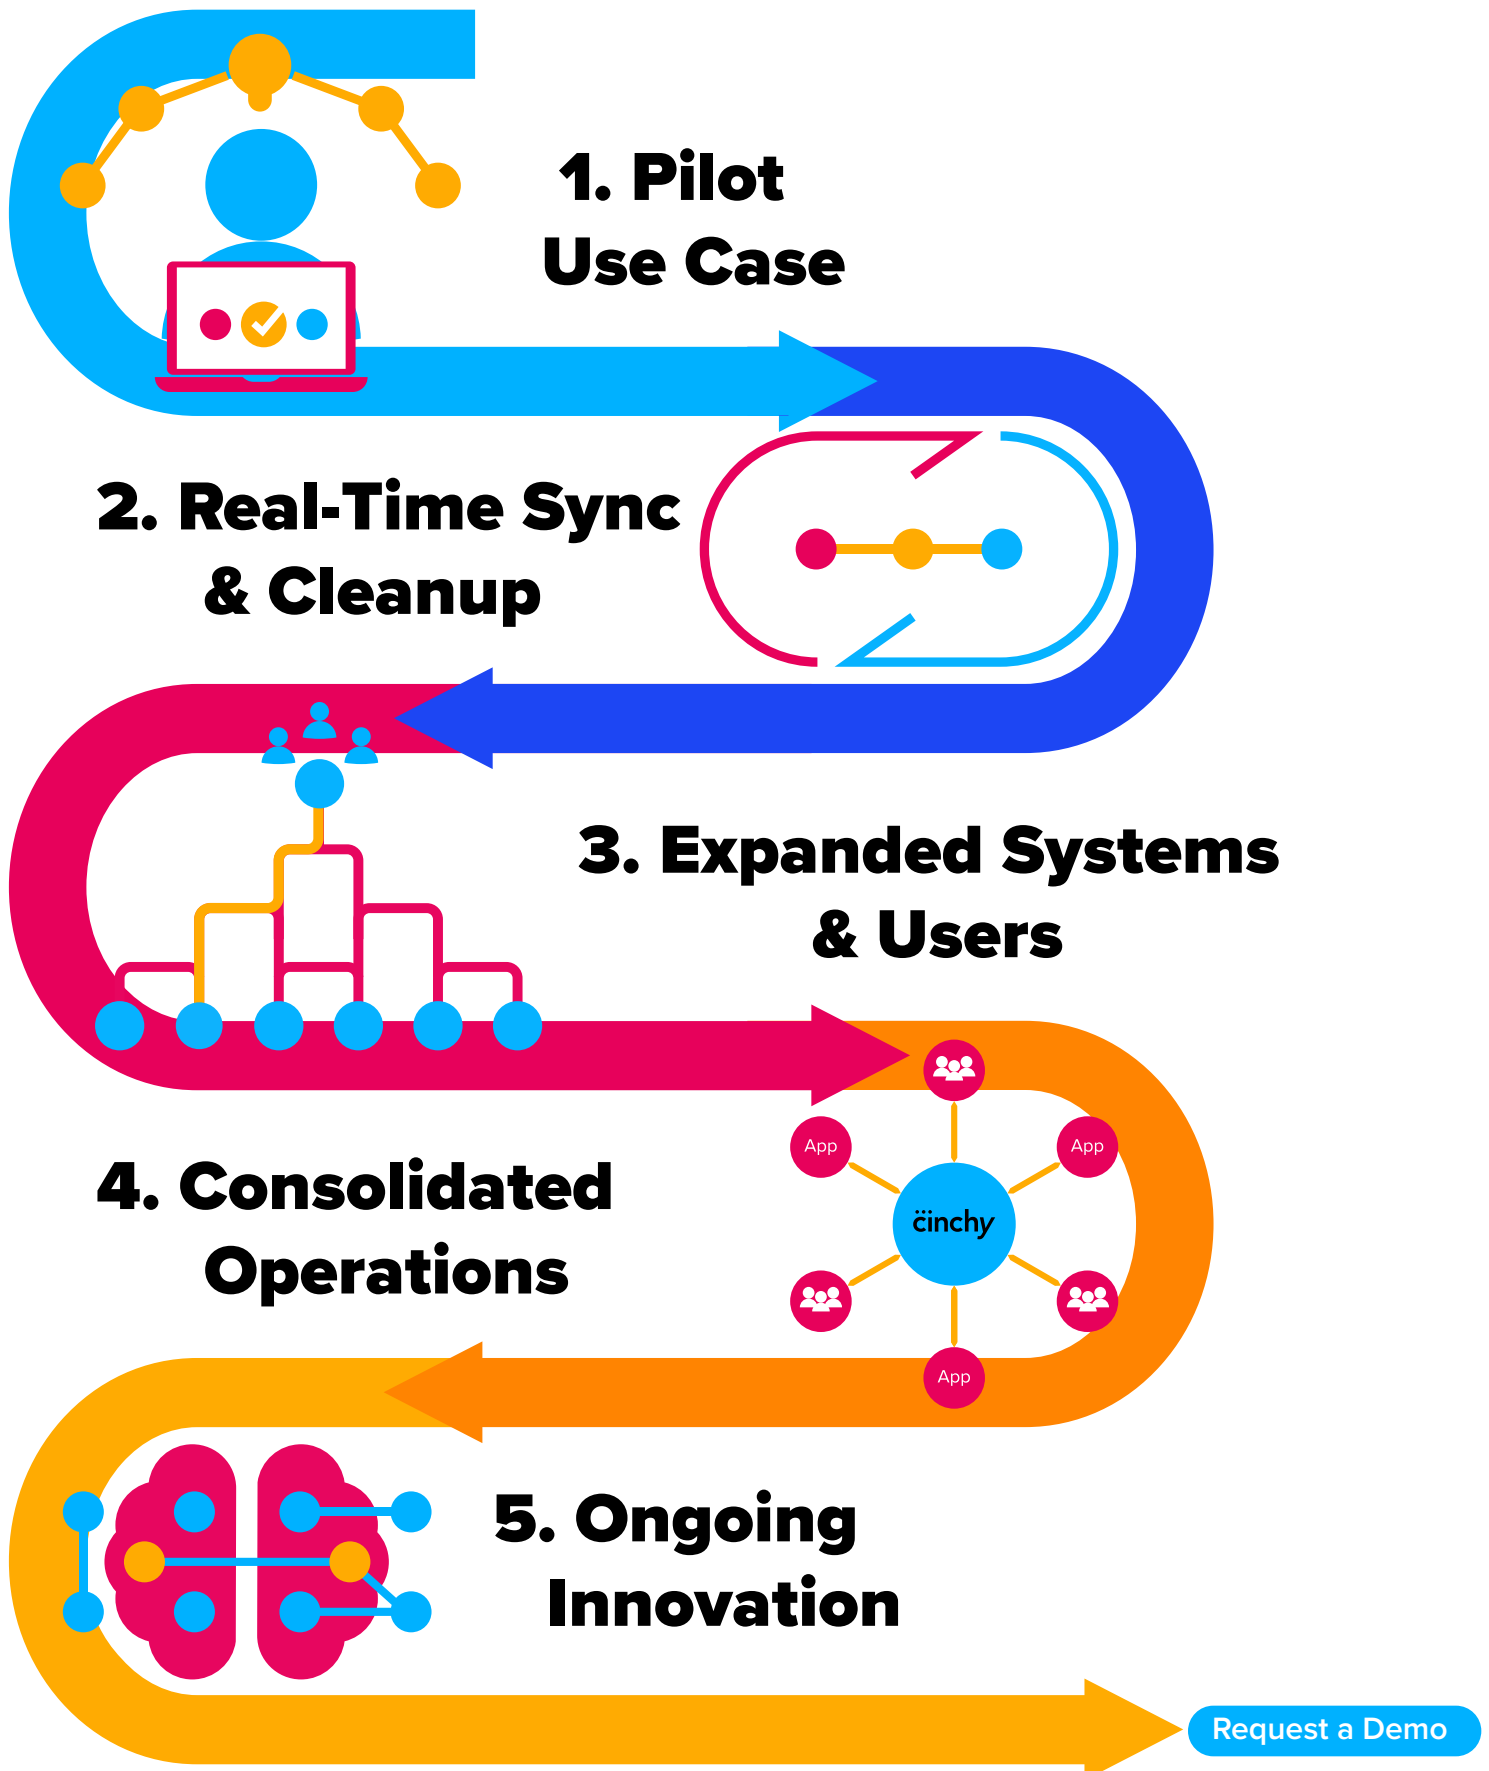 1. Pilot
Use Case
2. Real-Time Sync
& Cleanup
3. Expanded Systems
& Users
App
App
cinchy
4. Consolidated
Operations
App
5. Ongoing
Innovation
Request a Demo